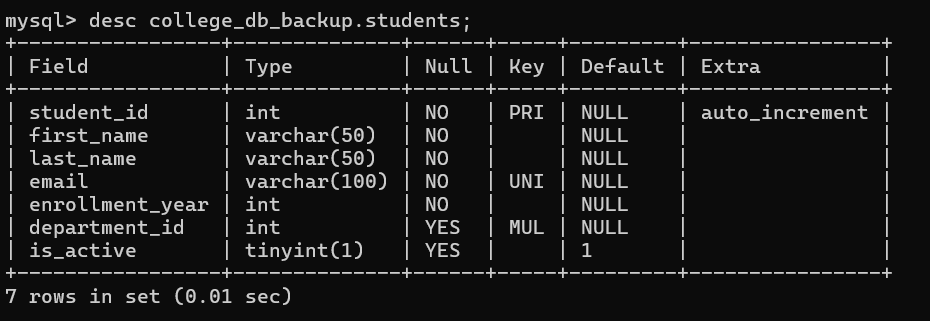 mysql> desc college_db_backup.students;
+-----------------+--------------+------+-----+---------+----------------+
| Field           | Type         | Null | Key | Default | Extra          |
+-----------------+--------------+------+-----+---------+----------------+
| student_id      | int          | NO   | PRI | NULL    | auto_increment |
| first_name      | varchar(50)  | NO   |     | NULL    |                |
| last_name       | varchar(50)  | NO   |     | NULL    |                |
| email           | varchar(100) | NO   | UNI | NULL    |                |
| enrollment_year | int          | NO   |     | NULL    |                |
| department_id   | int          | YES  | MUL | NULL    |                |
| is_active       | tinyint(1)   | YES  |     | 1       |                |
+-----------------+--------------+------+-----+---------+----------------+
7 rows in set (0.01 sec)